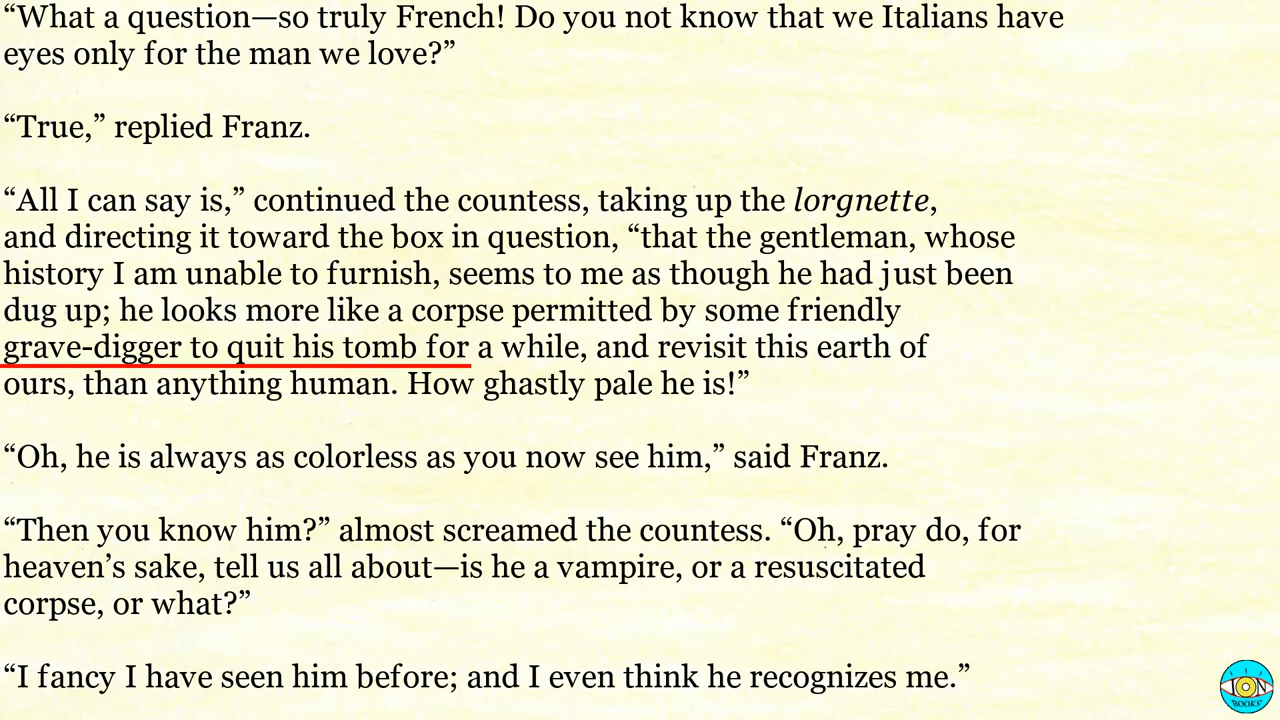 “What a question—so truly French! Do you not know that we Italians have
eyes only for the man we love?”
“True,” replied Franz.
“All I can say is,” continued the countess, taking up the lorgnette,
and directing it toward the box in question, “that the gentleman, whose
history I am unable to furnish, seems to me as though he had just been
dug up; he looks more like a corpse permitted by some friendly
grave-digger to quit his tomb for a while, and revisit this earth of
ours, than anything human. How ghastly pale he is!”
“Oh, he is always as colorless as you now see him,” said Franz.
“Then you know him?” almost screamed the countess. “Oh, pray do, for
heaven’s sake, tell us all about—is he a vampire, or a resuscitated
corpse, or what?”
“I fancy I have seen him before; and I even think he recognizes me.”
ION
BOOKS